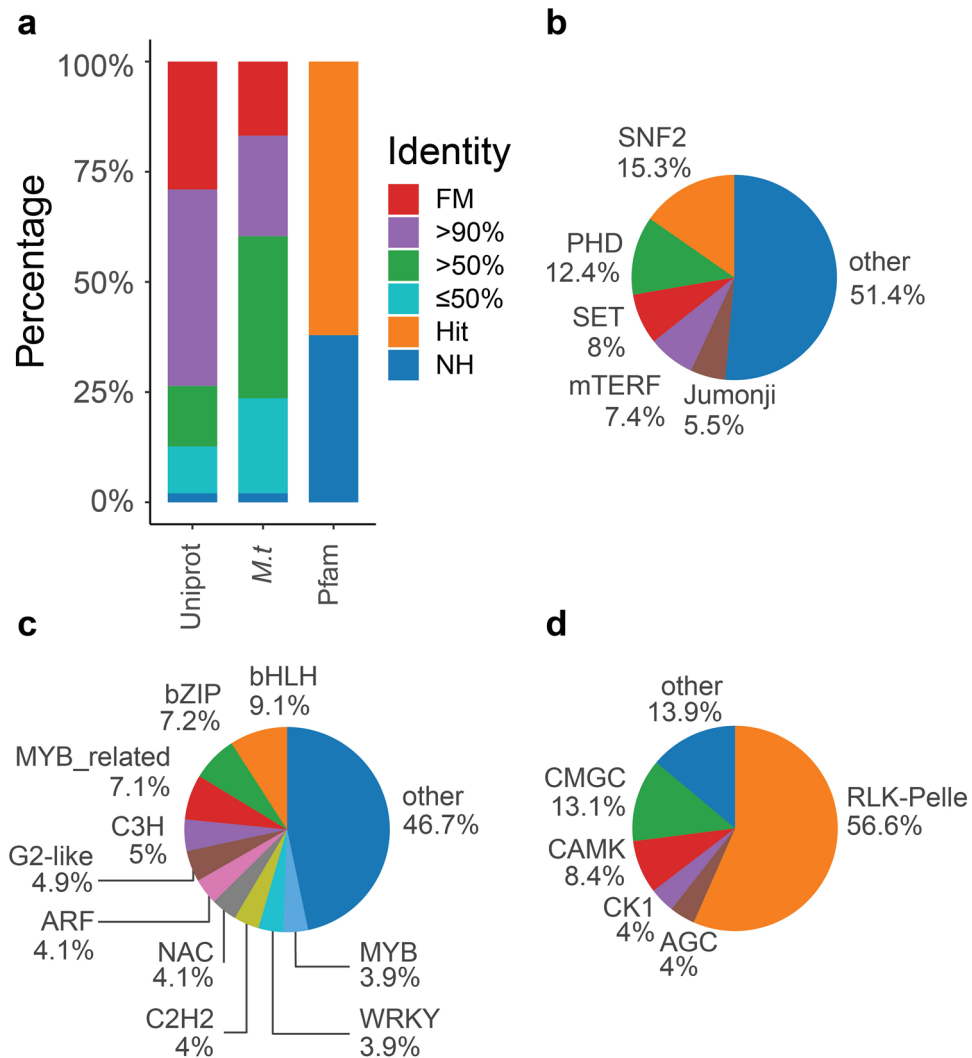 a
100%
75%
50%
25%
0%
Percentage
Uniprot
M.t
Pfam
Identity
FM
>90%
>50%
≤50%
Hit
NH
b
SNF2
15.3%
PHD
12.4%
SET
8%
mTERF
7.4%
Jumonji
5.5%
other
51.4%
c
bHLH
9.1%
bZIP
7.2%
MYB_related
7.1%
C3H
5%
G2-like
4.9%
ARF
4.1%
NAC
4.1%
C2H2
4%
WRKY
3.9%
MYB
3.9%
other
46.7%
d
other
13.9%
CMGC
13.1%
CAMK
8.4%
CK1
4%
AGC
4%
RLK-Pelle
56.6%